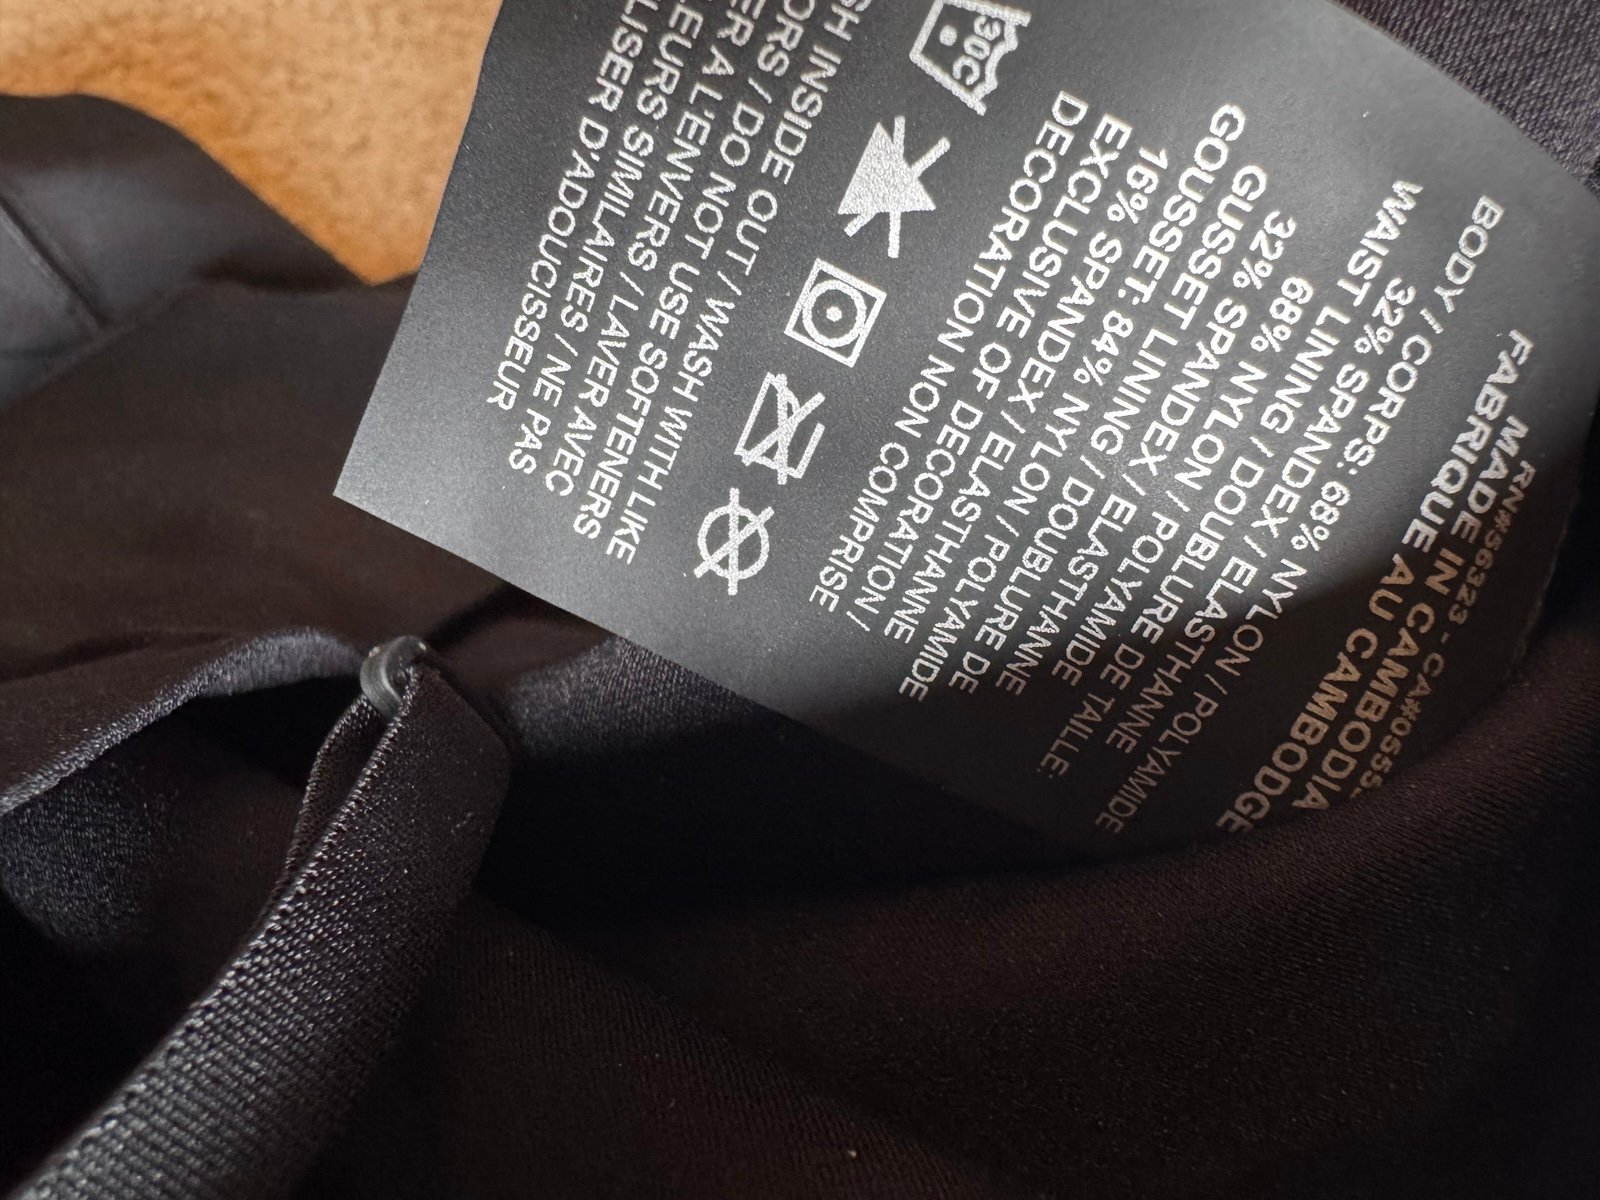 RN#56323 - CA#0555
MADE IN CAMBODIA
FABRIQUE AU CAMBODGE
BODY / CORPS: 68% NYLON / POLYAMIDE
32% SPANDEX / ELASTHANNE
WAIST LINING / DOUBLURE DE TAILLE:
68% NYLON / POLYAMIDE
32% SPANDEX / ELASTHANNE
GUSSET LINING / DOUBLURE DE
GOUSSET: 84% NYLON / POLYAMIDE
16% SPANDEX / ELASTHANNE
EXCLUSIVE OF DECORATION /
DECORATION NON COMPRISE
30C
SH INSIDE OUT / WASH WITH LIKE
ORS / DO NOT USE SOFTENERS
ER A L'ENVERS / LAVER AVEC
LEURS SIMILAIRES / NE PAS
LISER D'ADOUCISSEUR